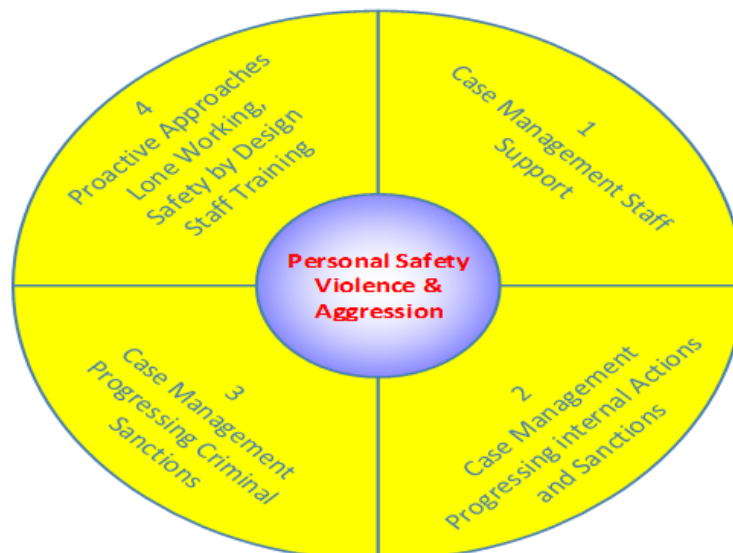 4
Proactive Approaches
Lone Working,
Safety by Design
Staff Training
1
Case Management Staff
Support
Personal Safety
Violence &
Aggression
3
Case Management
Progressing Criminal
Sanctions
2
Case Management
Progressing internal Actions
and Sanctions